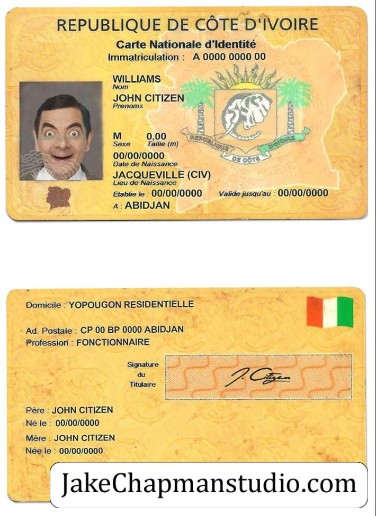 REPUBLIQUE DE CÔTE D'IVOIRE
Carte Nationale d'Identité
Immatriculation : A 0000 0000 00
WILLIAMS
Nom
JOHN CITIZEN
Prenoms
M 0,00
Sexe Taille (m)
00/00/0000
Date de Naissance
JACQUEVILLE (CIV)
Lieu de Naissance
Établie le : 00/00/0000 Valide jusqu'au : 00/00/0000
A : ABIDJAN
REPUBLIQUE DE CÔTE D'IVOIRE
Domicile : YOPOUGON RESIDENTIELLE
Ad. Postale : CP 00 BP 0000 ABIDJAN
Profession : FONCTIONNAIRE
Signature
du
Titulaire
J. Citizen
Père : JOHN CITIZEN
Né le : 00/00/0000
Mère : JOHN CITIZEN
Née le : 00/00/0000
JakeChapmanstudio.com